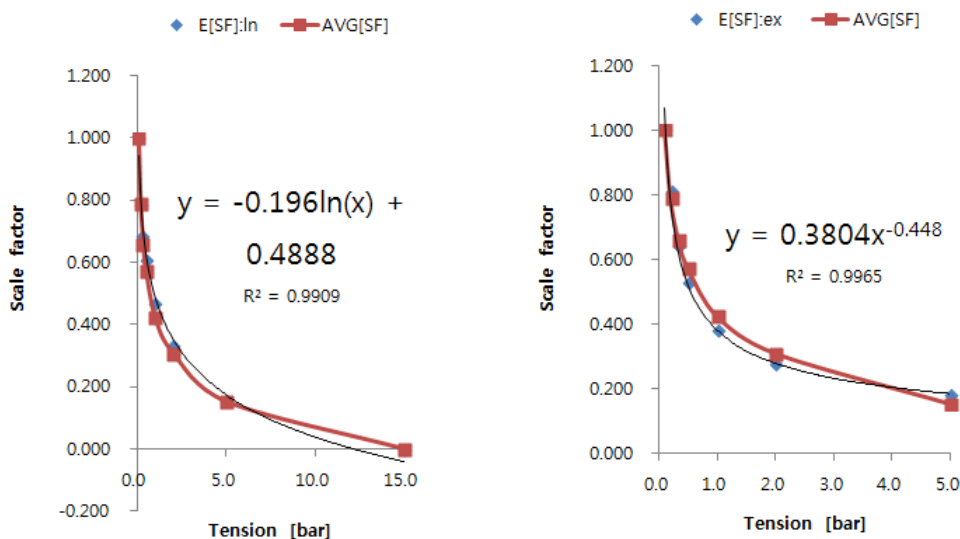 E[SF]:ln AVG[SF]
1.200
1.000
0.800
0.600
0.400
0.200
0.000
-0.200
Scale factor
y = -0.196ln(x) +
0.4888
R² = 0.9909
0.0 5.0 10.0 15.0
Tension [bar]
E[SF]:ex AVG[SF]
1.200
1.000
0.800
0.600
0.400
0.200
0.000
Scale factor
y = 0.3804x^-0.448
R² = 0.9965
0.0 1.0 2.0 3.0 4.0 5.0
Tension [bar]